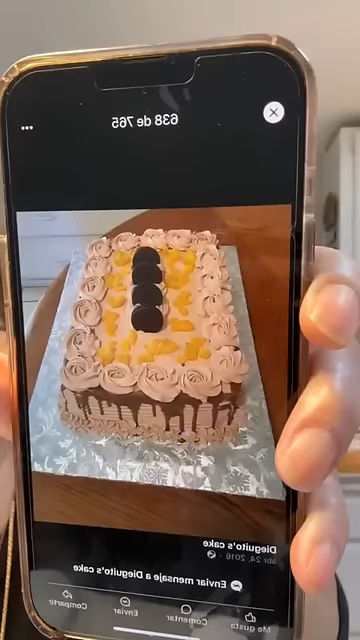 638 de 765
Dieguito's cake
abr 24, 2016
Enviar mensaje a Dieguito's cake
Me gusta
Comentar
Enviar
Compartir